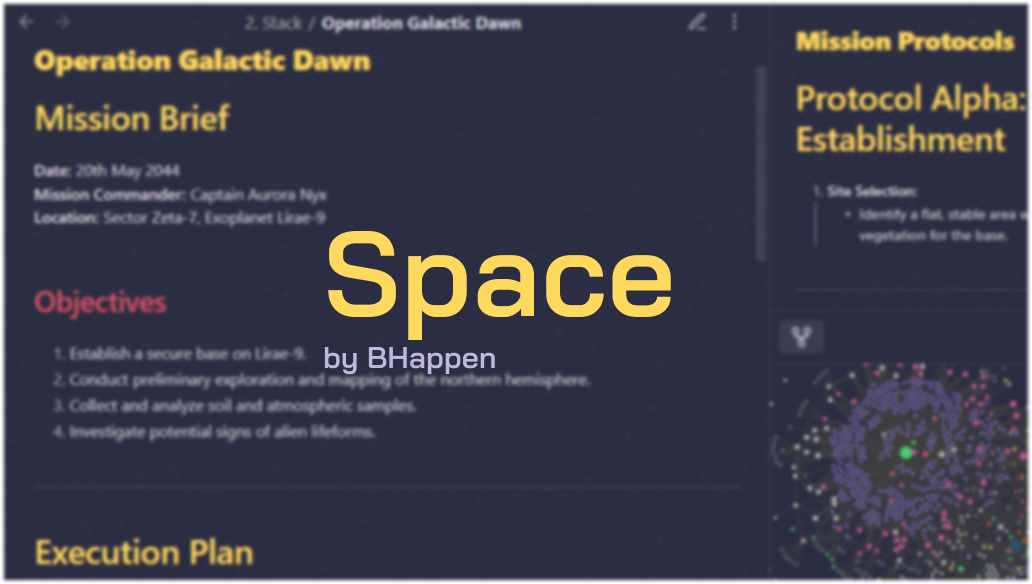 2. Stack / Operation Galactic Dawn
Operation Galactic Dawn
Mission Brief
Date: 20th May 2044
Mission Commander: Captain Aurora Nyx
Location: Sector Zeta-7, Exoplanet Lirae-9
Objectives
1. Establish a secure base on Lirae-9.
2. Conduct preliminary exploration and mapping of the northern hemisphere.
3. Collect and analyze soil and atmospheric samples.
4. Investigate potential signs of alien lifeforms.
Execution Plan
Space
by BHappen
Mission Protocols
Protocol Alpha:
Establishment
1. Site Selection:
• Identify a flat, stable area
vegetation for the base.